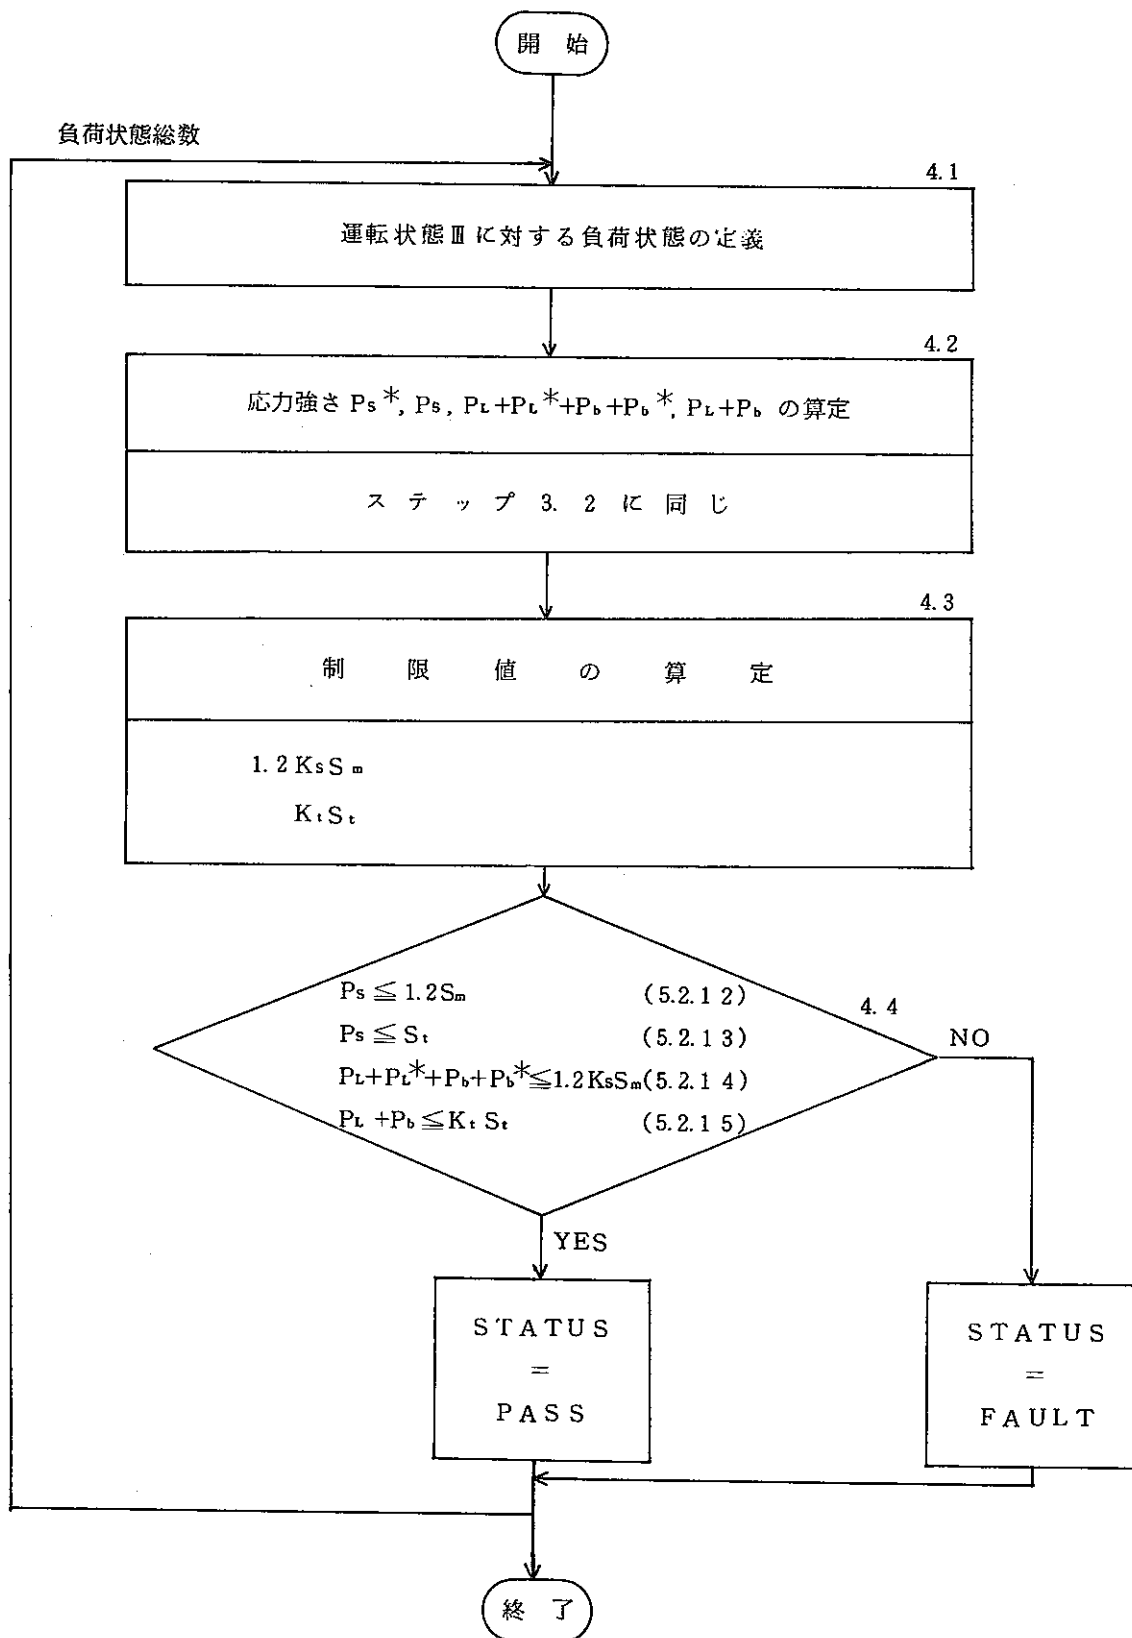 開 始
負荷状態総数
4.1
運転状態Ⅲに対する負荷状態の定義
4.2
応力強さ Ps*, Ps, PL+PL*+Pb+Pb*, PL+Pb の算定
ステップ 3.2 に同じ
4.3
制限値の算定
1.2 KsSm
KtSt
4.4
Ps ≦ 1.2Sm (5.2.12)
Ps ≦ St (5.2.13)
PL+PL*+Pb+Pb* ≦1.2KsSm(5.2.14)
PL+Pb ≦ Kt St (5.2.15)
NO
YES
STATUS
=
PASS
STATUS
=
FAULT
終 了